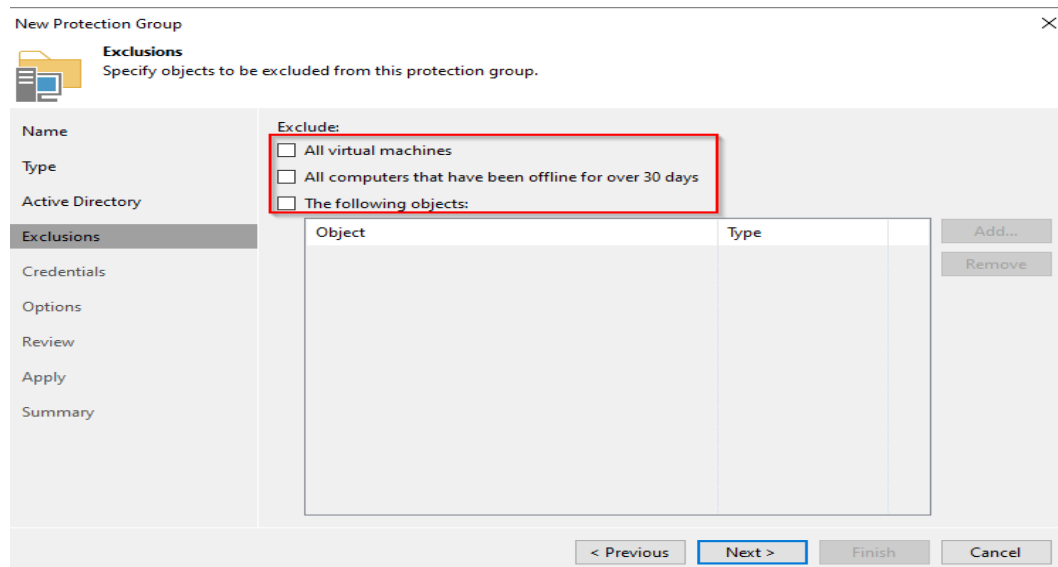 New Protection Group
Exclusions
Specify objects to be excluded from this protection group.
Name
Type
Active Directory
Exclusions
Credentials
Options
Review
Apply
Summary
Exclude:
All virtual machines
All computers that have been offline for over 30 days
The following objects:
Object Type
Add...
Remove
< Previous Next > Finish Cancel